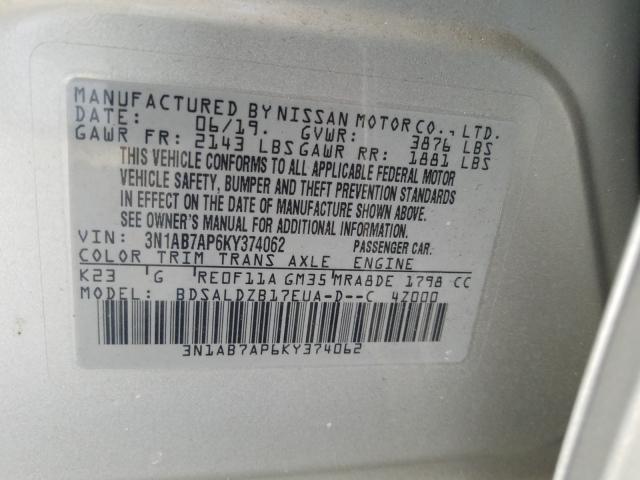 MANUFACTURED BY NISSAN MOTOR CO., LTD.
DATE: 06/19. GVWR: 3876 LBS
GAWR FR: 2143 LBS GAWR RR: 1881 LBS
THIS VEHICLE CONFORMS TO ALL APPLICABLE FEDERAL MOTOR
VEHICLE SAFETY, BUMPER AND THEFT PREVENTION STANDARDS
IN EFFECT ON THE DATE OF MANUFACTURE SHOWN ABOVE.
SEE OWNER'S MANUAL FOR ADDITIONAL INFORMATION.
VIN: 3N1AB7AP6KY374062 PASSENGER CAR.
COLOR TRIM TRANS AXLE ENGINE
K23 G RE0F11A GM35 MRA8DE 1798 CC
MODEL: BDSALDZB17EUA-D--C 4Z000
3N1AB7AP6KY374062